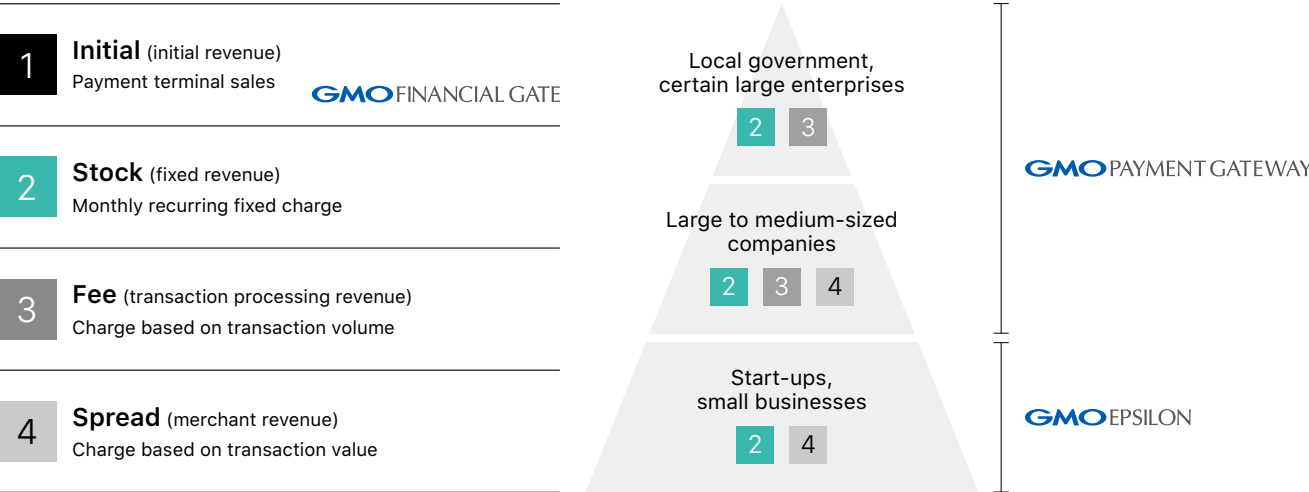 1
Initial (initial revenue)
Payment terminal sales
GMO FINANCIAL GATE
2
Stock (fixed revenue)
Monthly recurring fixed charge
3
Fee (transaction processing revenue)
Charge based on transaction volume
4
Spread (merchant revenue)
Charge based on transaction value
Local government,
certain large enterprises
2 3
Large to medium-sized
companies
2 3 4
Start-ups,
small businesses
2 4
GMO PAYMENT GATEWAY
GMO EPSILON